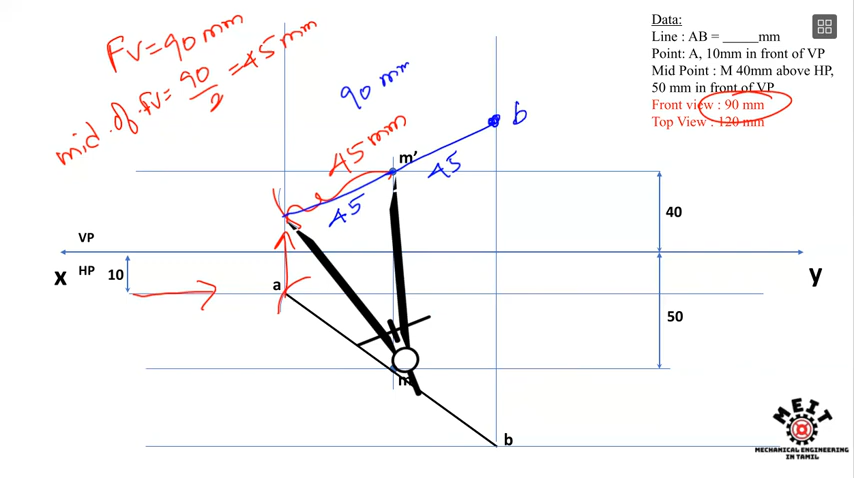 Data:
Line : AB = _____mm
Point: A, 10mm in front of VP
Mid Point : M 40mm above HP,
50 mm in front of VP
Front view : 90 mm
Top View : 120 mm
FV = 90 mm
mid. of. fv = 90/2 = 45 mm
90 mm
45 mm
b
m'
45
45
40
VP
X
HP
10
y
a
50
m
b
MEIT
MECHANICAL ENGINEERING
IN TAMIL